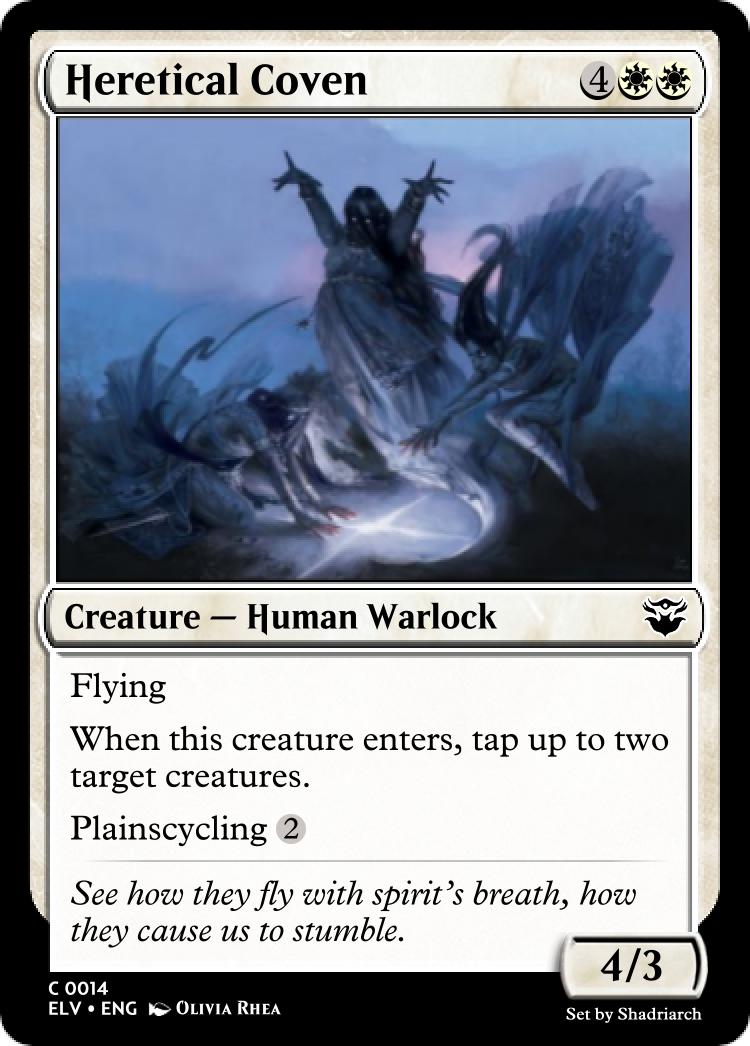 Heretical Coven 4
Creature — Human Warlock
Flying
When this creature enters, tap up to two
target creatures.
Plainscycling 2
See how they fly with spirit's breath, how
they cause us to stumble.
4/3
C 0014
ELV • ENG OLIVIA RHEA
Set by Shadriarch